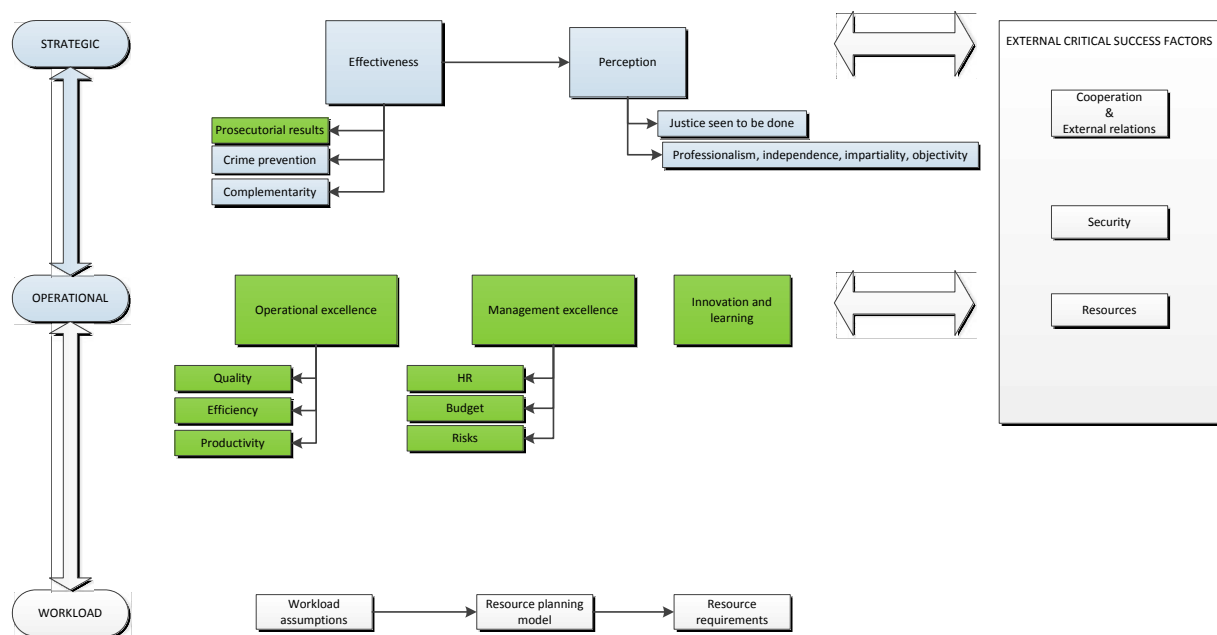 STRATEGIC
Effectiveness
Perception
EXTERNAL CRITICAL SUCCESS FACTORS
Cooperation
&
External relations
Prosecutorial results
Justice seen to be done
Crime prevention
Professionalism, independence, impartiality, objectivity
Complementarity
Security
OPERATIONAL
Operational excellence
Management excellence
Innovation and
learning
Resources
Quality
HR
Efficiency
Budget
Productivity
Risks
WORKLOAD
Workload
assumptions
Resource planning
model
Resource
requirements